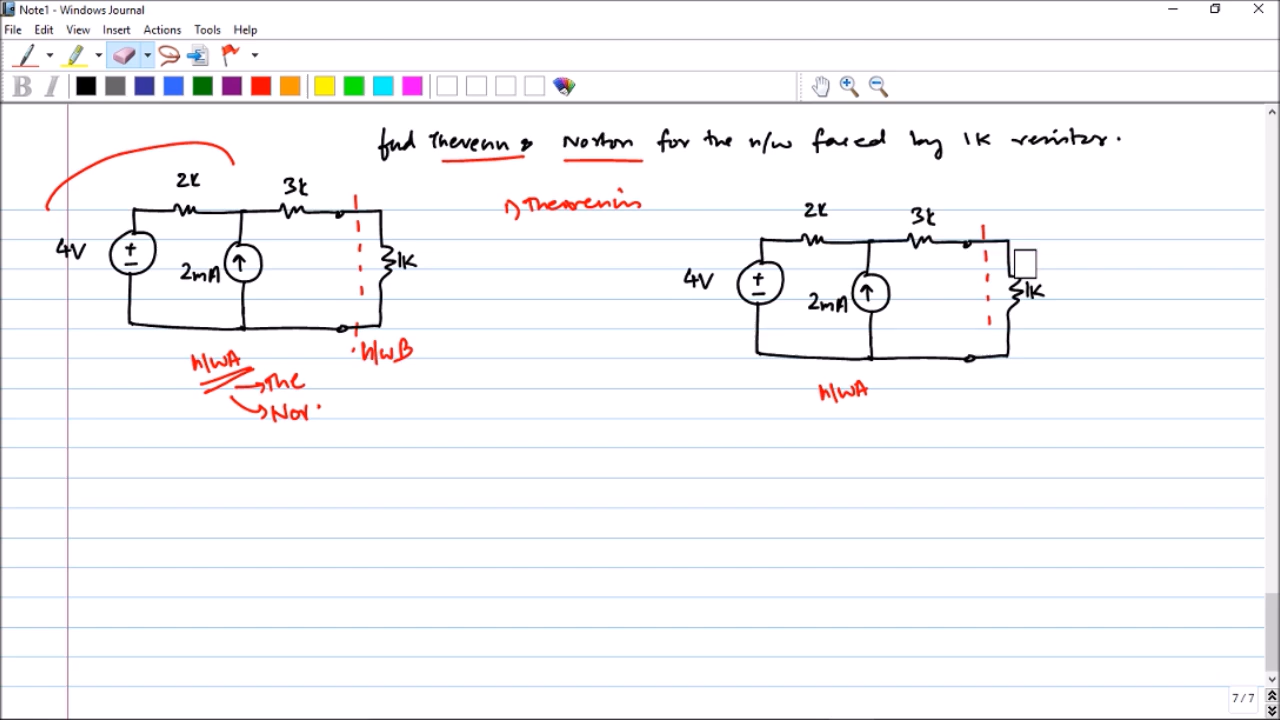 Note1 - Windows Journal
File Edit View Insert Actions Tools Help
B I
find Thevenin & Norton for the n/w faced by 1K resistor.
2K
3K
4V
+
-
2mA
1K
n/wA
n/wB
The
Nor
1) Thevenin's
2K
3K
4V
+
-
2mA
1K
n/wA
7 / 7